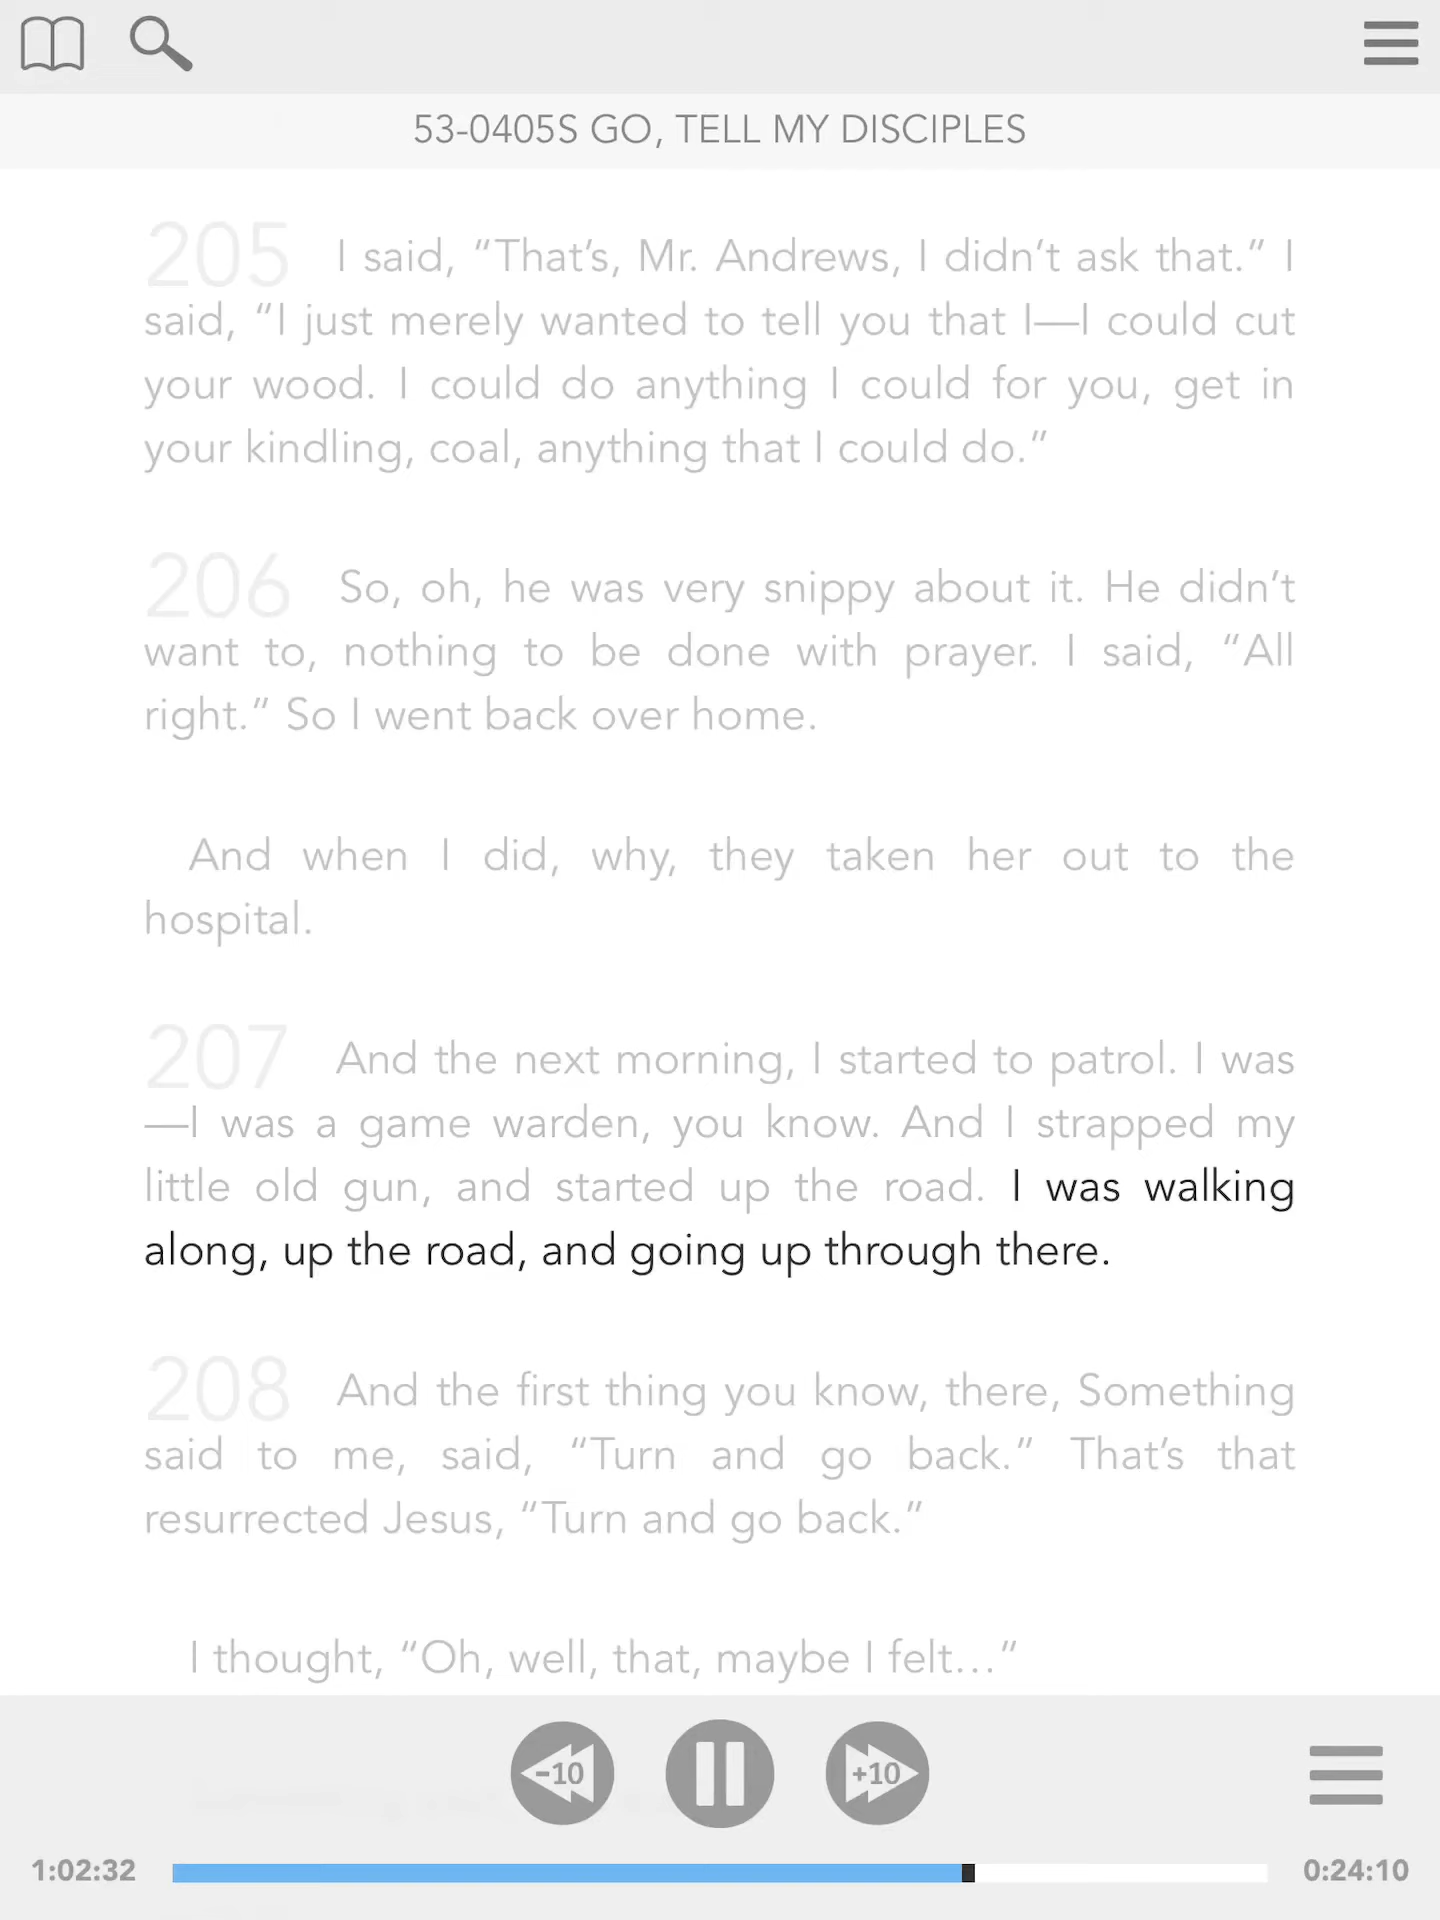 53-0405S GO, TELL MY DISCIPLES
205 I said, “That’s, Mr. Andrews, I didn’t ask that.” I
said, “I just merely wanted to tell you that I—I could cut
your wood. I could do anything I could for you, get in
your kindling, coal, anything that I could do.”
206 So, oh, he was very snippy about it. He didn’t
want to, nothing to be done with prayer. I said, “All
right.” So I went back over home.
And when I did, why, they taken her out to the
hospital.
207 And the next morning, I started to patrol. I was
—I was a game warden, you know. And I strapped my
little old gun, and started up the road. I was walking
along, up the road, and going up through there.
208 And the first thing you know, there, Something
said to me, said, “Turn and go back.” That’s that
resurrected Jesus, “Turn and go back.”
I thought, “Oh, well, that, maybe I felt…”
-10 +10
1:02:32 0:24:10